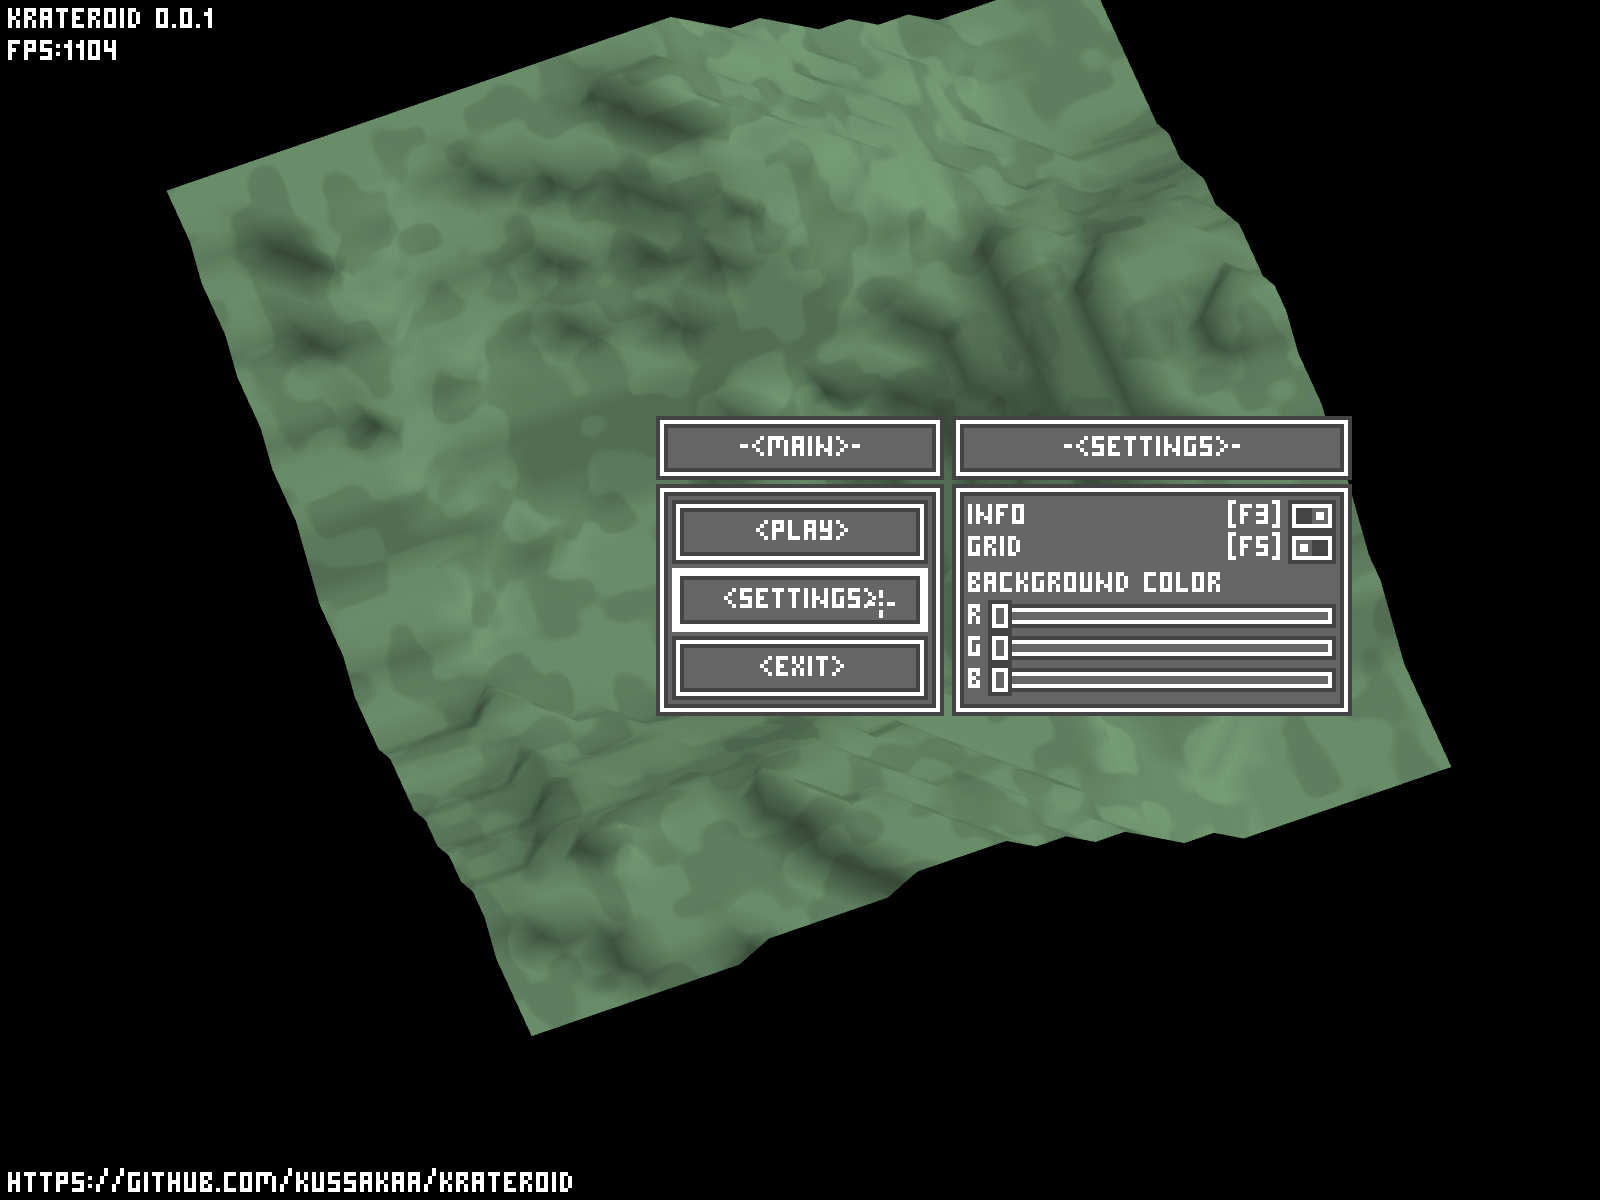 KRATEROID 0.0.1
FPS:1104
-<MAIN>-
<PLAY>
<SETTINGS>
<EXIT>
-<SETTINGS>-
INFO [F3]
GRID [F5]
BACKGROUND COLOR
R
G
B
HTTPS://GITHUB.COM/KUSSAKAA/KRATEROID